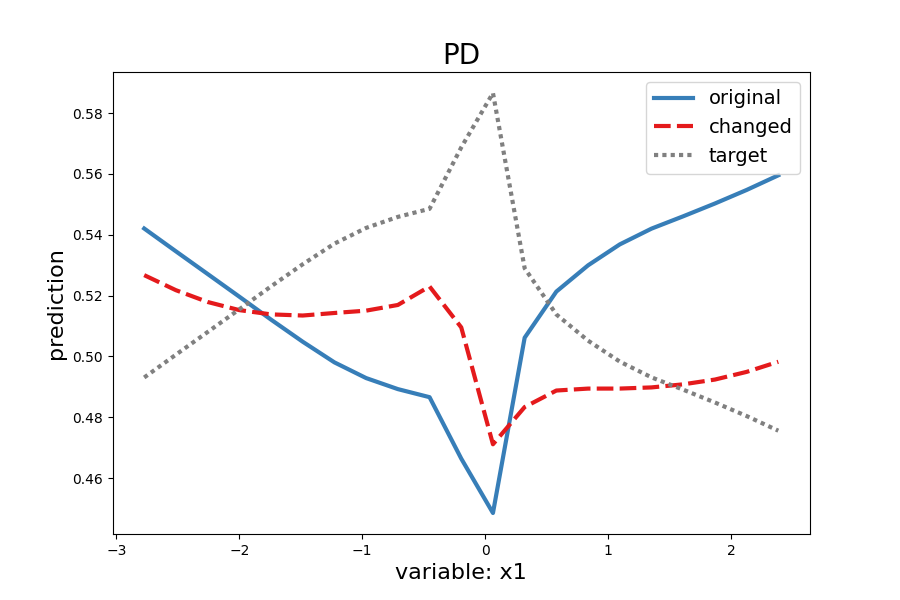 PD
original
changed
target
0.58
0.56
0.54
0.52
0.50
0.48
0.46
prediction
−3
−2
−1
0
1
2
variable: x1